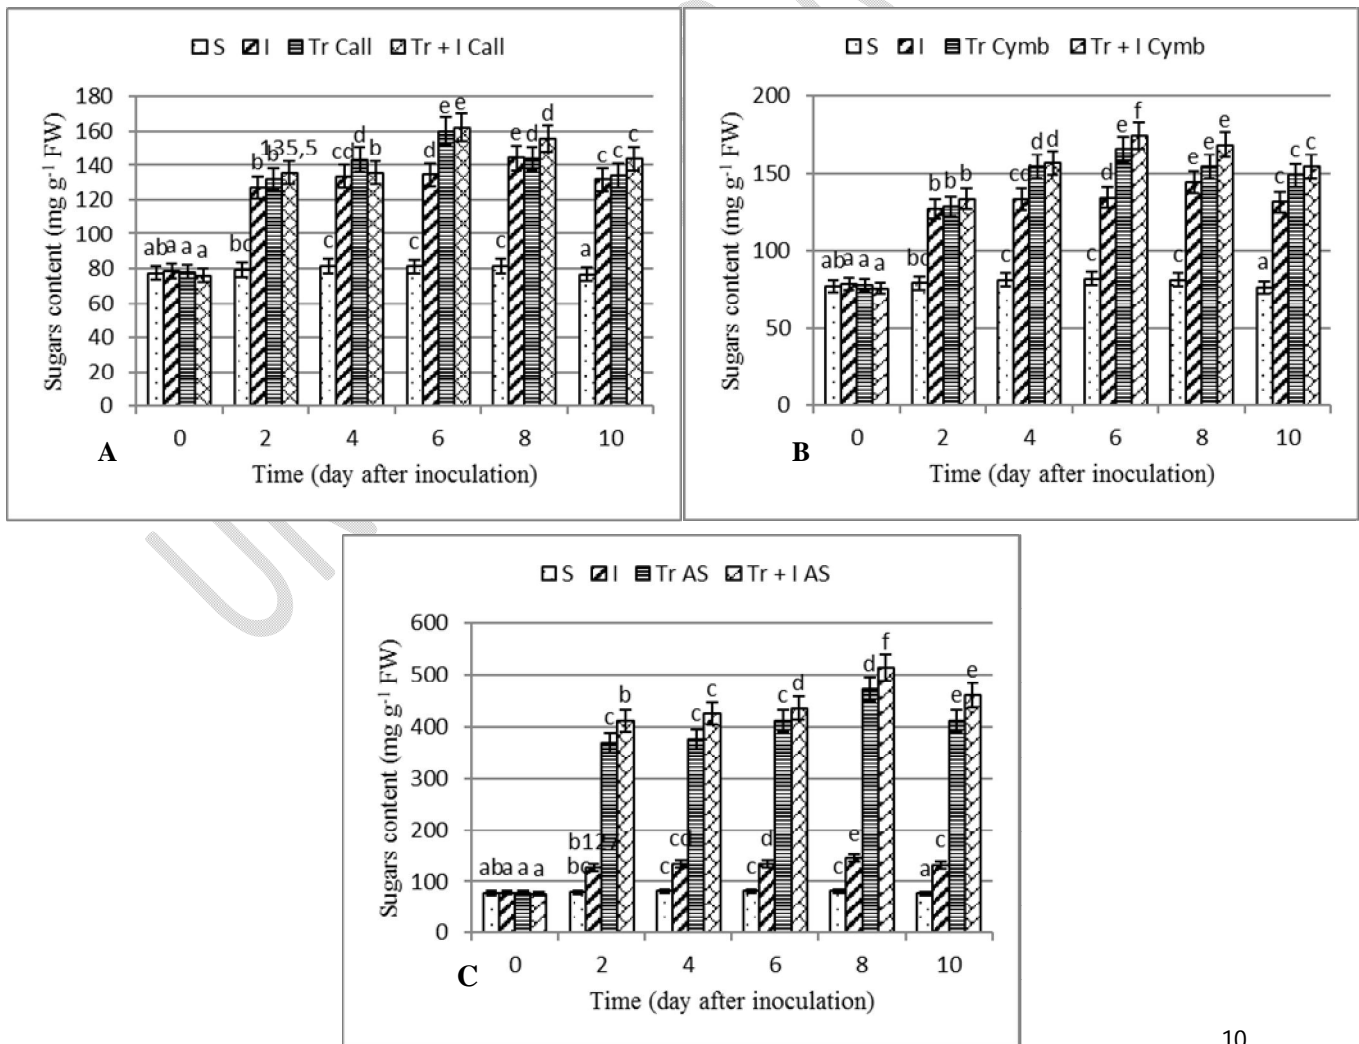 S I Tr Call Tr + I Call
Sugars content (mg g-1 FW)
180
160
140
120
100
80
60
40
20
0
ab a a a
bc b b 135,5
c cd d b
c d e e
c e d d
a c c c
0 2 4 6 8 10
A
Time (day after inoculation)
S I Tr Cymb Tr + I Cymb
Sugars content (mg g-1 FW)
200
150
100
50
0
ab a a a
bc b b b
c cd d d
c d e f
c e e e
a c c c
0 2 4 6 8 10
B
Time (day after inoculation)
S I Tr AS Tr + I AS
Sugars content (mg g-1 FW)
600
500
400
300
200
100
0
ab a a a
bc b127 c b
c cd c c
c d c d
c e d f
a c e e
0 2 4 6 8 10
C
Time (day after inoculation)
10